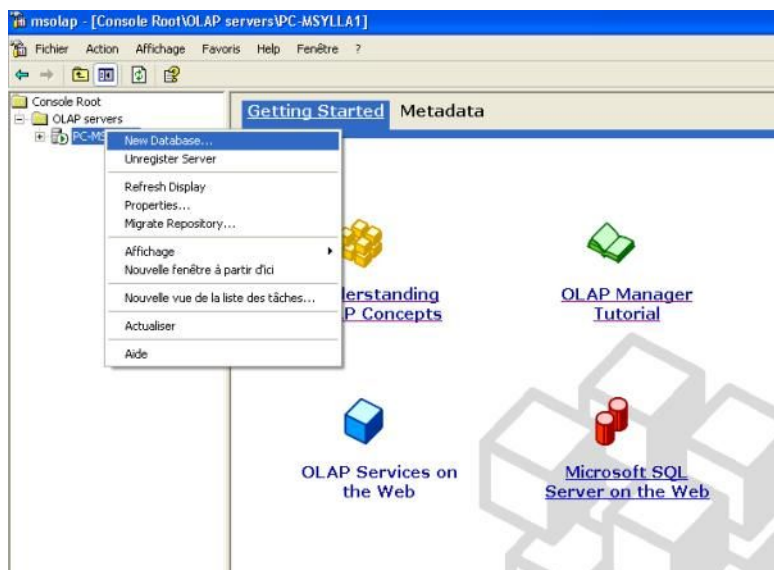 msolap - [Console Root\OLAP servers\PC-MSYLLA1]
Fichier Action Affichage Favoris Help Fenêtre ?
Console Root
OLAP servers
Getting Started Metadata
New Database...
Unregister Server
Refresh Display
Properties...
Migrate Repository...
Affichage
Nouvelle fenêtre à partir d'ici
Nouvelle vue de la liste des tâches...
Actualiser
Aide
OLAP Manager
Tutorial
Concepts
OLAP Services on
the Web
Microsoft SQL
Server on the Web